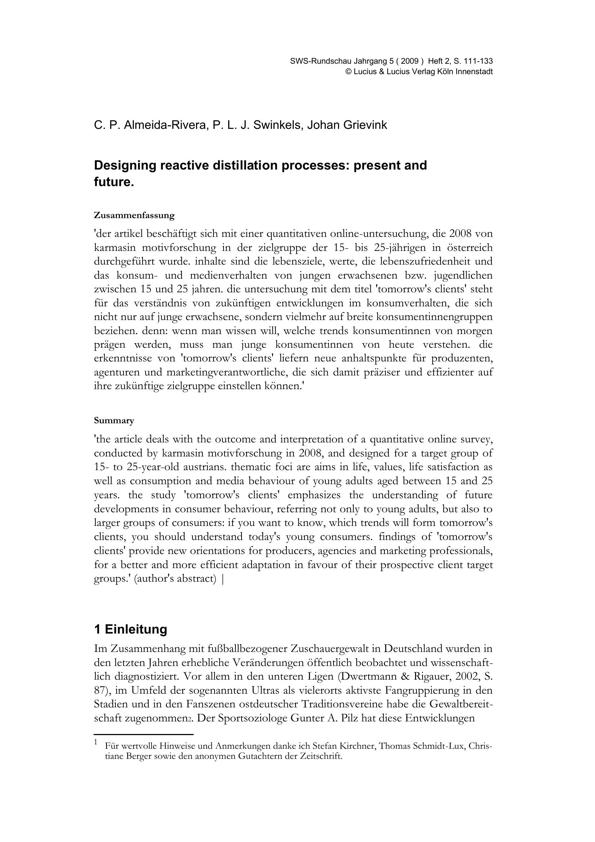 SWS-Rundschau Jahrgang 5 ( 2009 )  Heft 2, S. 111-133
© Lucius & Lucius Verlag Köln Innenstadt
C. P. Almeida-Rivera, P. L. J. Swinkels, Johan Grievink
Designing reactive distillation processes: present and
future.
Zusammenfassung
'der artikel beschäftigt sich mit einer quantitativen online-untersuchung, die 2008 von
karmasin motivforschung in der zielgruppe der 15- bis 25-jährigen in österreich
durchgeführt wurde. inhalte sind die lebensziele, werte, die lebenszufriedenheit und
das konsum- und medienverhalten von jungen erwachsenen bzw. jugendlichen
zwischen 15 und 25 jahren. die untersuchung mit dem titel 'tomorrow's clients' steht
für das verständnis von zukünftigen entwicklungen im konsumverhalten, die sich
nicht nur auf junge erwachsene, sondern vielmehr auf breite konsumentinnengruppen
beziehen. denn: wenn man wissen will, welche trends konsumentinnen von morgen
prägen werden, muss man junge konsumentinnen von heute verstehen. die
erkenntnisse von 'tomorrow's clients' liefern neue anhaltspunkte für produzenten,
agenturen und marketingverantwortliche, die sich damit präziser und effizienter auf
ihre zukünftige zielgruppe einstellen können.'
Summary
'the article deals with the outcome and interpretation of a quantitative online survey,
conducted by karmasin motivforschung in 2008, and designed for a target group of
15- to 25-year-old austrians. thematic foci are aims in life, values, life satisfaction as
well as consumption and media behaviour of young adults aged between 15 and 25
years. the study 'tomorrow's clients' emphasizes the understanding of future
developments in consumer behaviour, referring not only to young adults, but also to
larger groups of consumers: if you want to know, which trends will form tomorrow's
clients, you should understand today's young consumers. findings of 'tomorrow's
clients' provide new orientations for producers, agencies and marketing professionals,
for a better and more efficient adaptation in favour of their prospective client target
groups.' (author's abstract) |
1 Einleitung
Im Zusammenhang mit fußballbezogener Zuschauergewalt in Deutschland wurden in
den letzten Jahren erhebliche Veränderungen öffentlich beobachtet und wissenschaft-
lich diagnostiziert. Vor allem in den unteren Ligen (Dwertmann & Rigauer, 2002, S.
87), im Umfeld der sogenannten Ultras als vielerorts aktivste Fangruppierung in den
Stadien und in den Fanszenen ostdeutscher Traditionsvereine habe die Gewaltbereit-
schaft zugenommen2. Der Sportsoziologe Gunter A. Pilz hat diese Entwicklungen
1 Für wertvolle Hinweise und Anmerkungen danke ich Stefan Kirchner, Thomas Schmidt-Lux, Chris-
tiane Berger sowie den anonymen Gutachtern der Zeitschrift.